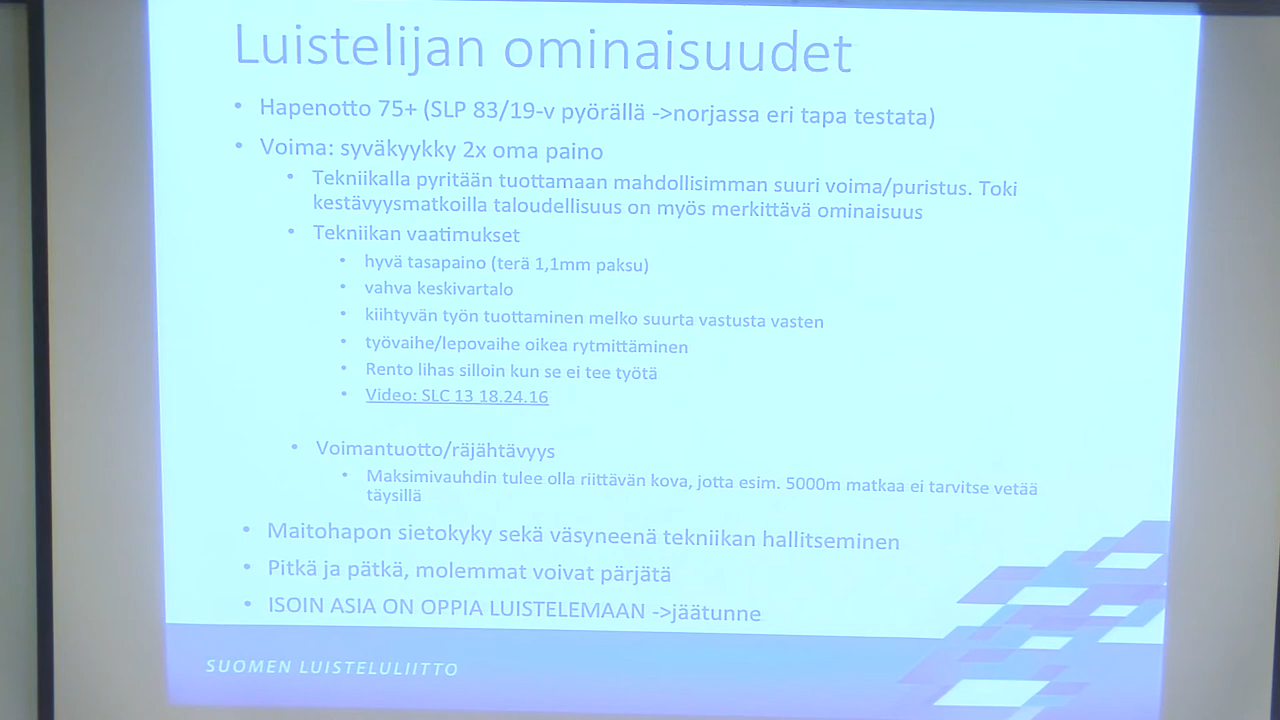 Luistelijan ominaisuudet
• Hapenotto 75+ (SLP 83/19-v pyörällä ->norjassa eri tapa testata)
• Voima: syväkyykky 2x oma paino
• Tekniikalla pyritään tuottamaan mahdollisimman suuri voima/puristus. Toki
kestävyysmatkoilla taloudellisuus on myös merkittävä ominaisuus
• Tekniikan vaatimukset
• hyvä tasapaino (terä 1,1mm paksu)
• vahva keskivartalo
• kiihtyvän työn tuottaminen melko suurta vastusta vasten
• työvaihe/lepovaihe oikea rytmittäminen
• Rento lihas silloin kun se ei tee työtä
• Video: SLC 13 18.24.16
• Voimantuotto/räjähtävyys
• Maksimivauhdin tulee olla riittävän kova, jotta esim. 5000m matkaa ei tarvitse vetää
täysillä
• Maitohapon sietokyky sekä väsyneenä tekniikan hallitseminen
• Pitkä ja pätkä, molemmat voivat pärjätä
• ISOIN ASIA ON OPPIA LUISTELEMAAN ->jäätunne
SUOMEN LUISTELULIITTO